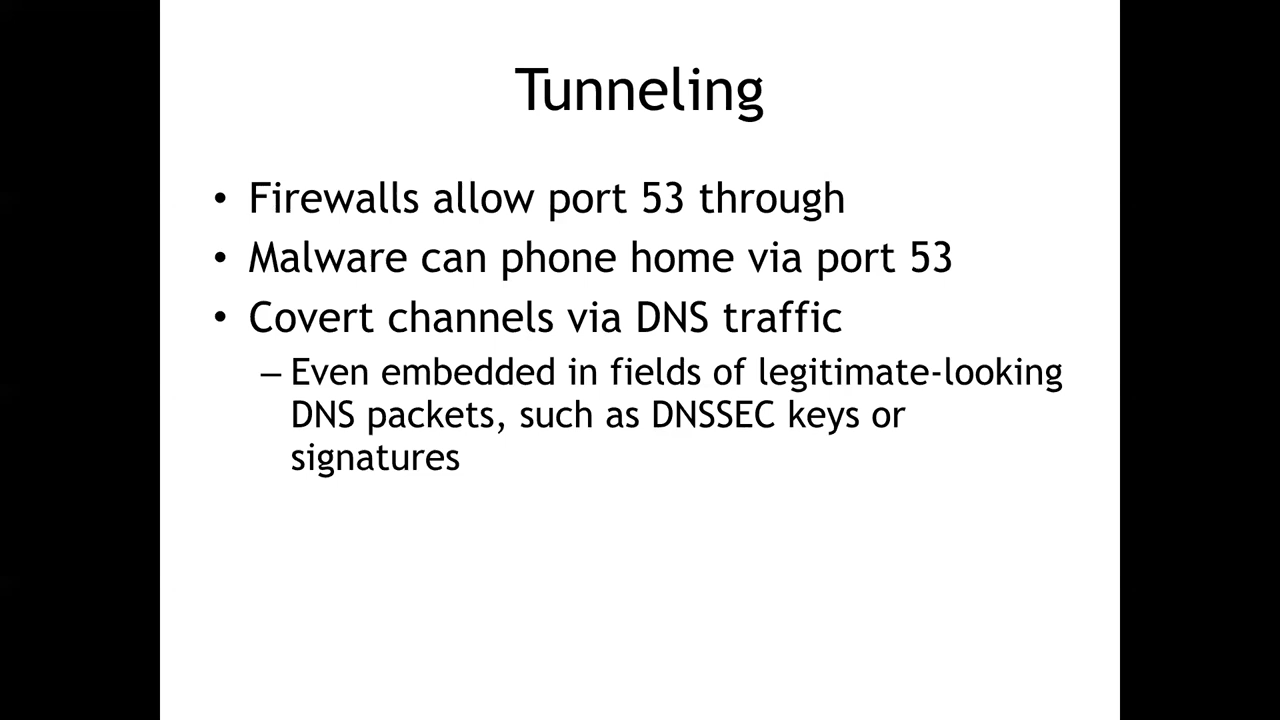 Tunneling
• Firewalls allow port 53 through
• Malware can phone home via port 53
• Covert channels via DNS traffic
– Even embedded in fields of legitimate-looking
DNS packets, such as DNSSEC keys or
signatures